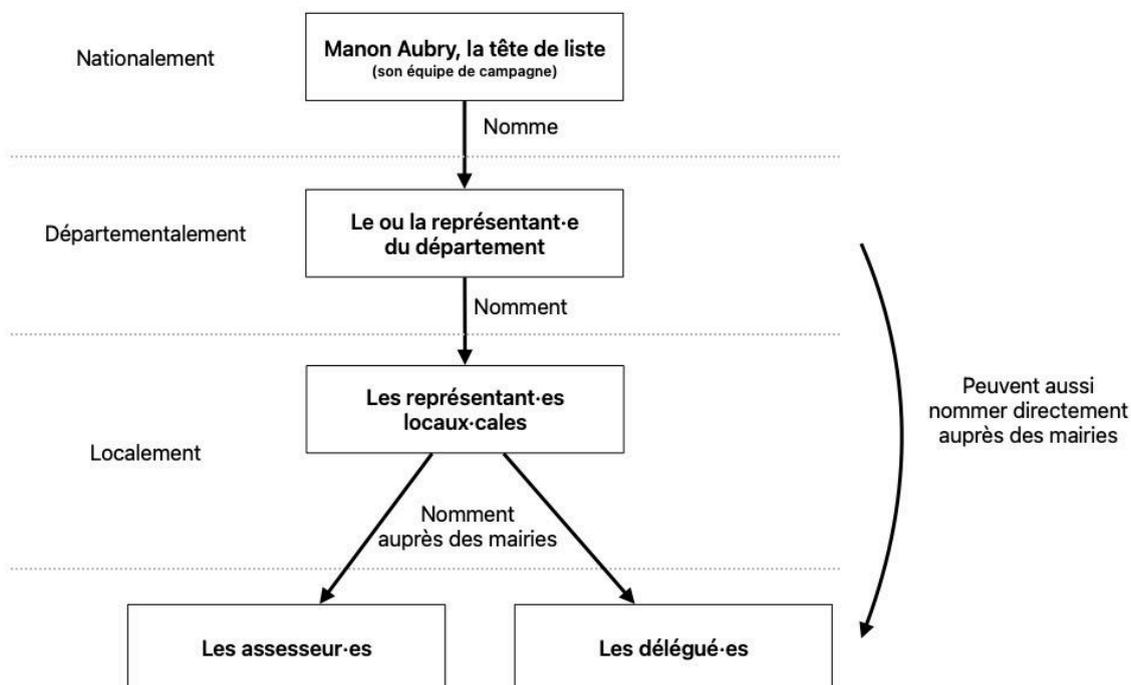 Nationalement
Manon Aubry, la tête de liste
(son équipe de campagne)
Nomme
Départementalement
Le ou la représentant·e
du département
Nomment
Localement
Les représentant·es
locaux·cales
Peuvent aussi
nommer directement
auprès des mairies
Nomment
auprès des mairies
Les assesseur·es
Les délégué·es